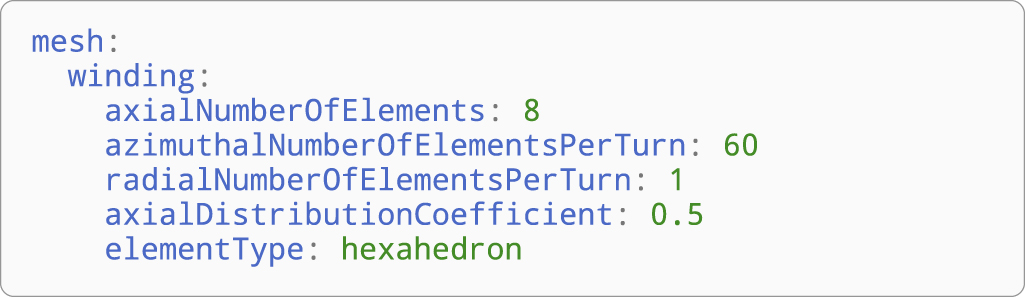 mesh:
  winding:
    axialNumberOfElements: 8
    azimuthalNumberOfElementsPerTurn: 60
    radialNumberOfElementsPerTurn: 1
    axialDistributionCoefficient: 0.5
    elementType: hexahedron